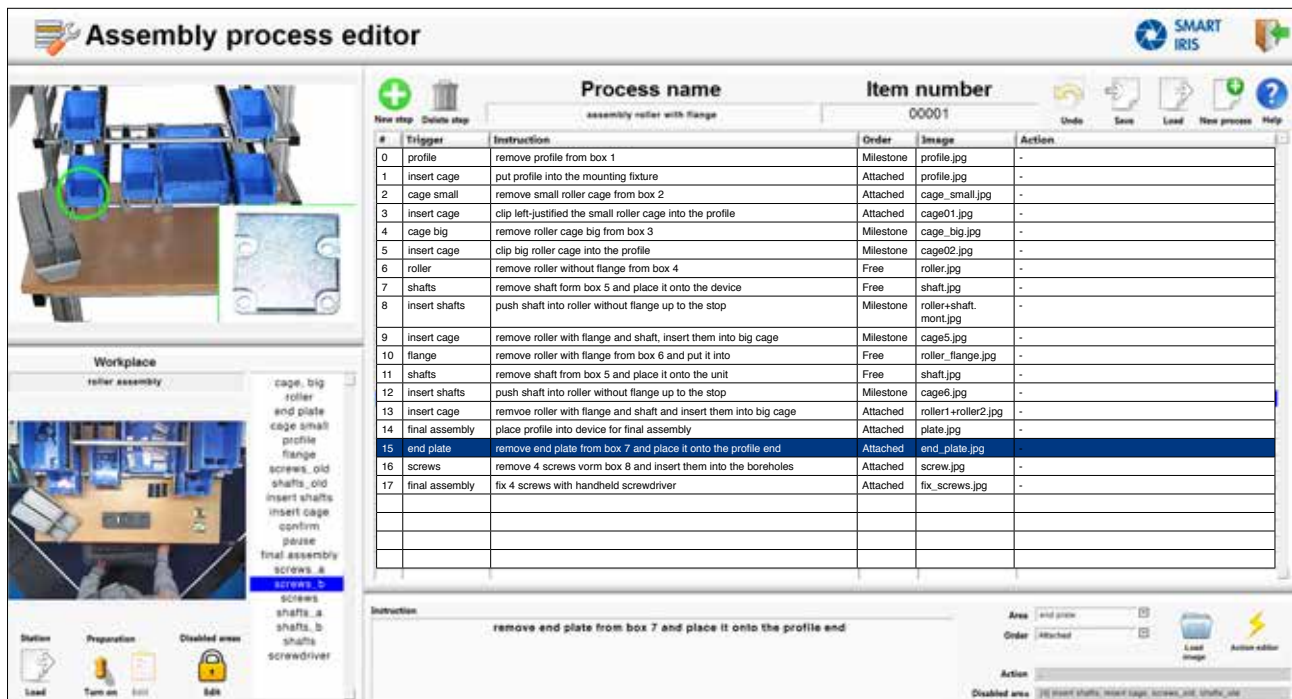 Assembly process editor
SMART
IRIS
Process name
Item number
New step Delete step
assembly roller with flange
00001
Undo Save Load New process Help
# Trigger Instruction Order Image Action
0 profile remove profile from box 1 Milestone profile.jpg -
1 insert cage put profile into the mounting fixture Attached profile.jpg -
2 cage small remove small roller cage from box 2 Attached cage_small.jpg -
3 insert cage clip left-justified the small roller cage into the profile Attached cage01.jpg -
4 cage big remove roller cage big from box 3 Milestone cage_big.jpg -
5 insert cage clip big roller cage into the profile Milestone cage02.jpg -
6 roller remove roller without flange from box 4 Free roller.jpg -
7 shafts remove shaft form box 5 and place it onto the device Free shaft.jpg -
8 insert shafts push shaft into roller without flange up to the stop Milestone roller+shaft. -
mont.jpg
9 insert cage remove roller with flange and shaft, insert them into big cage Milestone cage5.jpg -
10 flange remove roller with flange from box 6 and put it into Free roller_flange.jpg -
11 shafts remove shaft from box 5 and place it onto the unit Free shaft.jpg -
12 insert shafts push shaft into roller without flange up to the stop Milestone cage6.jpg -
13 insert cage remvoe roller with flange and shaft and insert them into big cage Attached roller1+roller2.jpg -
14 final assembly place profile into device for final assembly Attached plate.jpg -
15 end plate remove end plate from box 7 and place it onto the profile end Attached end_plate.jpg -
16 screws remove 4 screws vorm box 8 and insert them into the boreholes Attached screw.jpg -
17 final assembly fix 4 screws with handheld screwdriver Attached fix_screws.jpg -
Workplace
roller assembly
cage, big
roller
end plate
cage small
profile
flange
screws_old
shafts_old
insert shafts
insert cage
confirm
pause
final assembly
screws_a
screws_b
screws
shafts_a
shafts_b
shafts
screwdriver
Station Preparation Disabled areas
Load Turn on Edit Edit
Instruction
remove end plate from box 7 and place it onto the profile end
Area end plate
Order Attached
Load
image
Action editor
Action
Disabled area [4] insert shafts, insert cage, screws_old, shafts_old